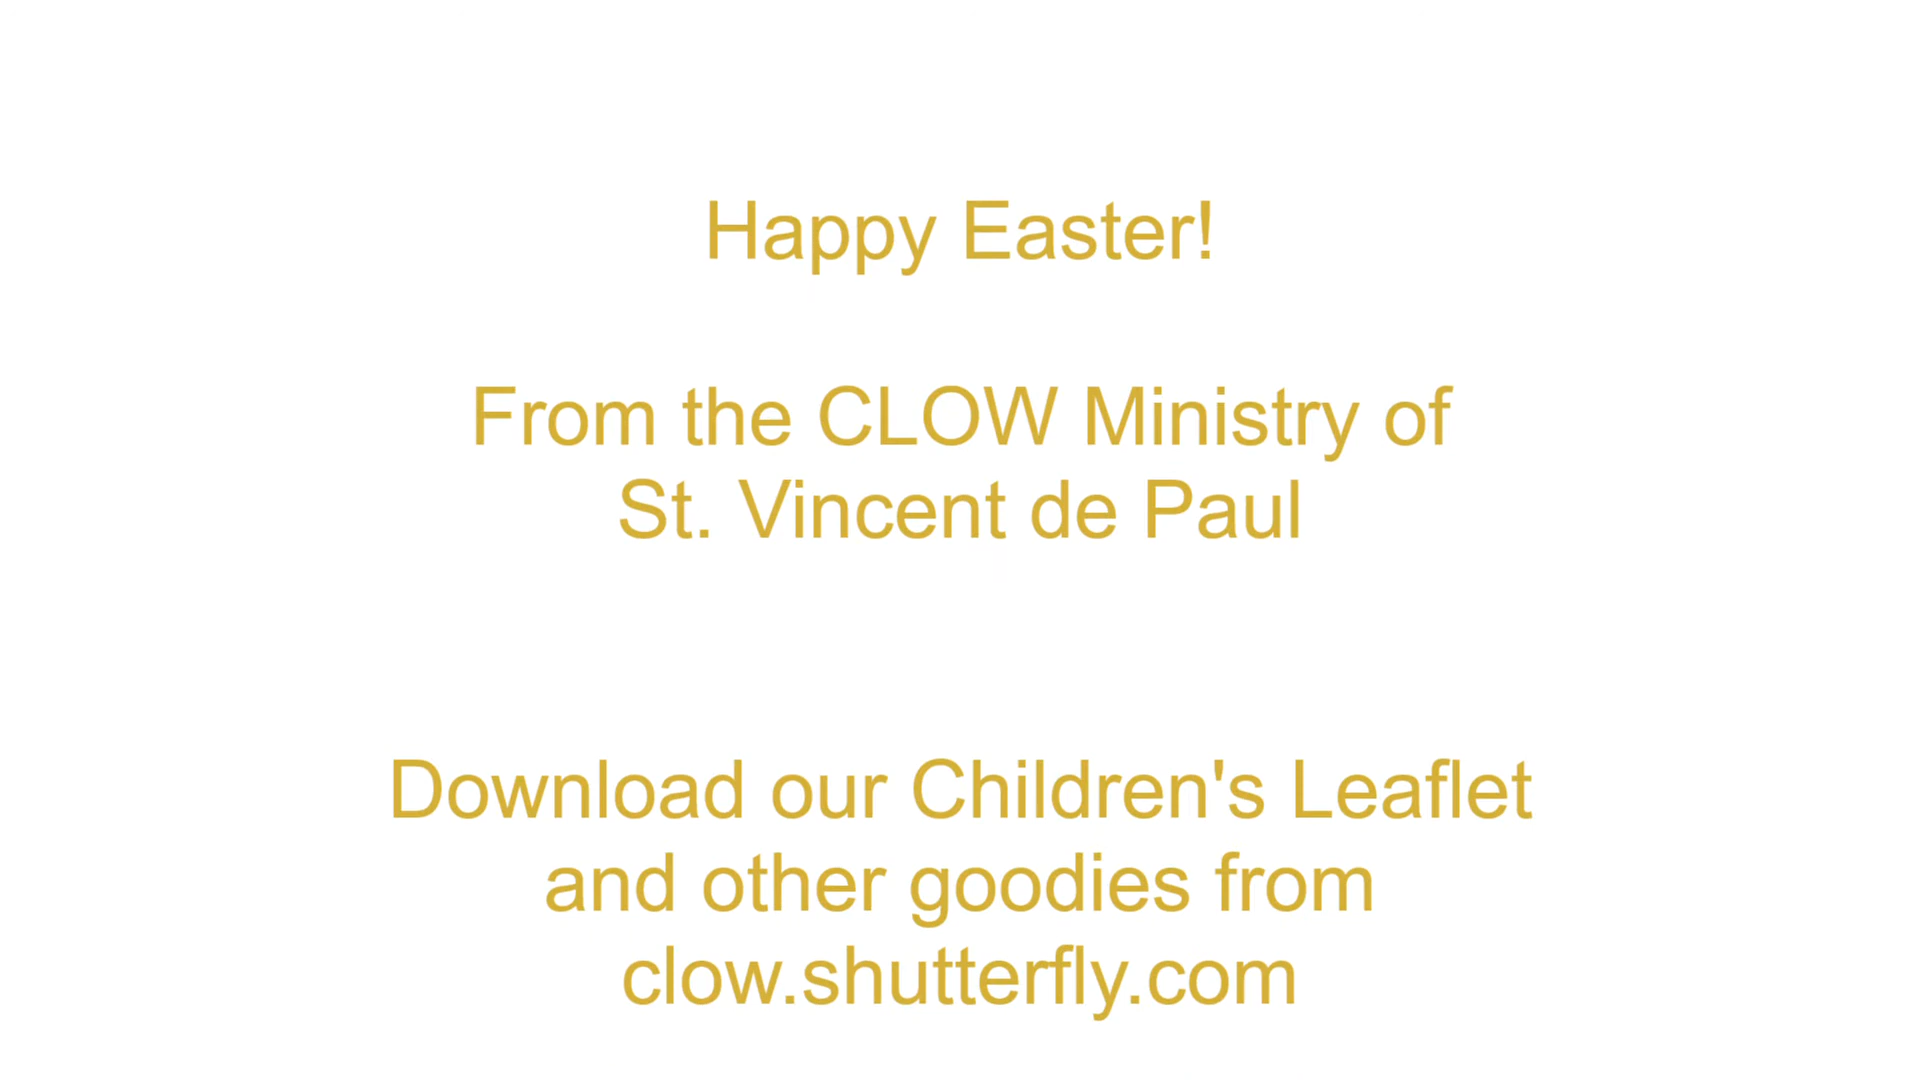 Happy Easter!
From the CLOW Ministry of
St. Vincent de Paul
Download our Children's Leaflet
and other goodies from
clow.shutterfly.com